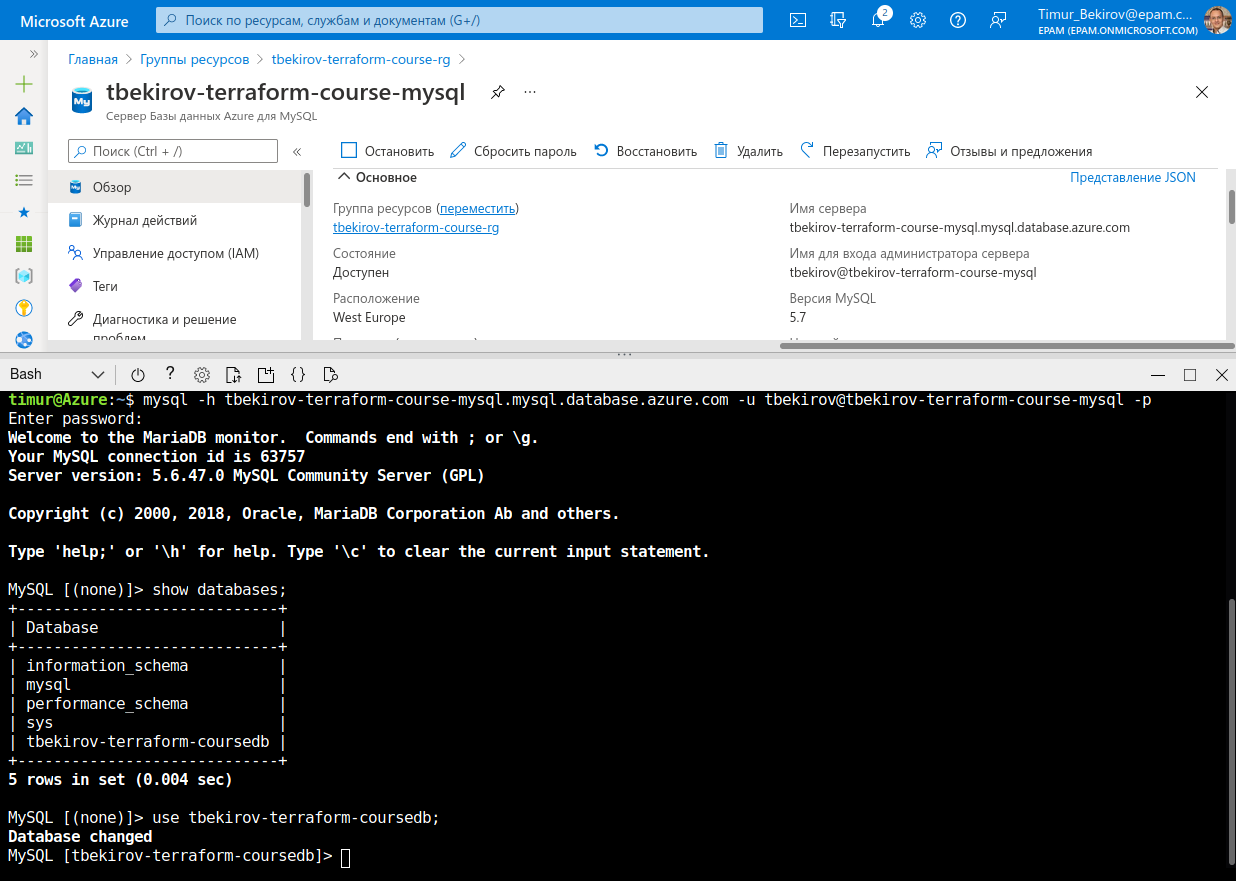 Microsoft Azure
Поиск по ресурсам, службам и документам (G+/)
2
Timur_Bekirov@epam.c...
EPAM (EPAM.ONMICROSOFT.COM)
Главная > Группы ресурсов > tbekirov-terraform-course-rg >
My
tbekirov-terraform-course-mysql
Сервер Базы данных Azure для MySQL
Поиск (Ctrl + /)
Остановить
Сбросить пароль
Восстановить
Удалить
Перезапустить
Отзывы и предложения
Обзор
Журнал действий
Управление доступом (IAM)
Теги
Диагностика и решение
проблем
Основное
Представление JSON
Группа ресурсов (переместить)
tbekirov-terraform-course-rg
Состояние
Доступен
Расположение
West Europe
Имя сервера
tbekirov-terraform-course-mysql.mysql.database.azure.com
Имя для входа администратора сервера
tbekirov@tbekirov-terraform-course-mysql
Версия MySQL
5.7
Bash
timur@Azure:~$ mysql -h tbekirov-terraform-course-mysql.mysql.database.azure.com -u tbekirov@tbekirov-terraform-course-mysql -p
Enter password:
Welcome to the MariaDB monitor.  Commands end with ; or \g.
Your MySQL connection id is 63757
Server version: 5.6.47.0 MySQL Community Server (GPL)
Copyright (c) 2000, 2018, Oracle, MariaDB Corporation Ab and others.
Type 'help;' or '\h' for help. Type '\c' to clear the current input statement.
MySQL [(none)]> show databases;
+-----------------------------+
| Database                    |
+-----------------------------+
| information_schema          |
| mysql                       |
| performance_schema          |
| sys                         |
| tbekirov-terraform-coursedb |
+-----------------------------+
5 rows in set (0.004 sec)
MySQL [(none)]> use tbekirov-terraform-coursedb;
Database changed
MySQL [tbekirov-terraform-coursedb]>